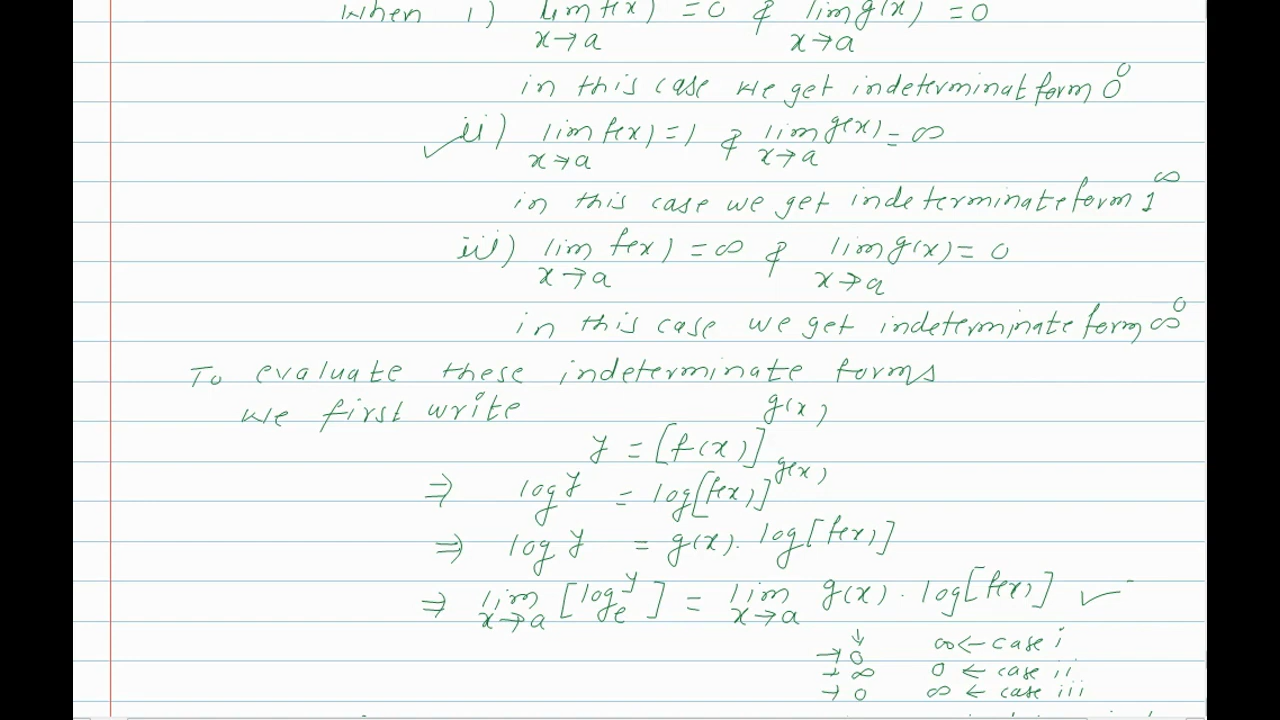 When i) lim f(x) = 0 & lim g(x) = 0
x→a x→a
in this case we get indeterminat form 0^0
ii) lim f(x) = 1 & lim g(x) = ∞
x→a x→a
in this case we get indeterminate form 1^∞
iii) lim f(x) = ∞ & lim g(x) = 0
x→a x→a
in this case we get indeterminate form ∞^0
To evaluate these indeterminate forms
we first write
y = [f(x)]^g(x)
⇒ log y = log[f(x)]^g(x)
⇒ log y = g(x). log[f(x)]
⇒ lim [log_e y] = lim g(x) . log[f(x)] ✓
x→a x→a
→ 0 ∞ ← case i
→ ∞ 0 ← case ii
→ 0 ∞ ← case iii